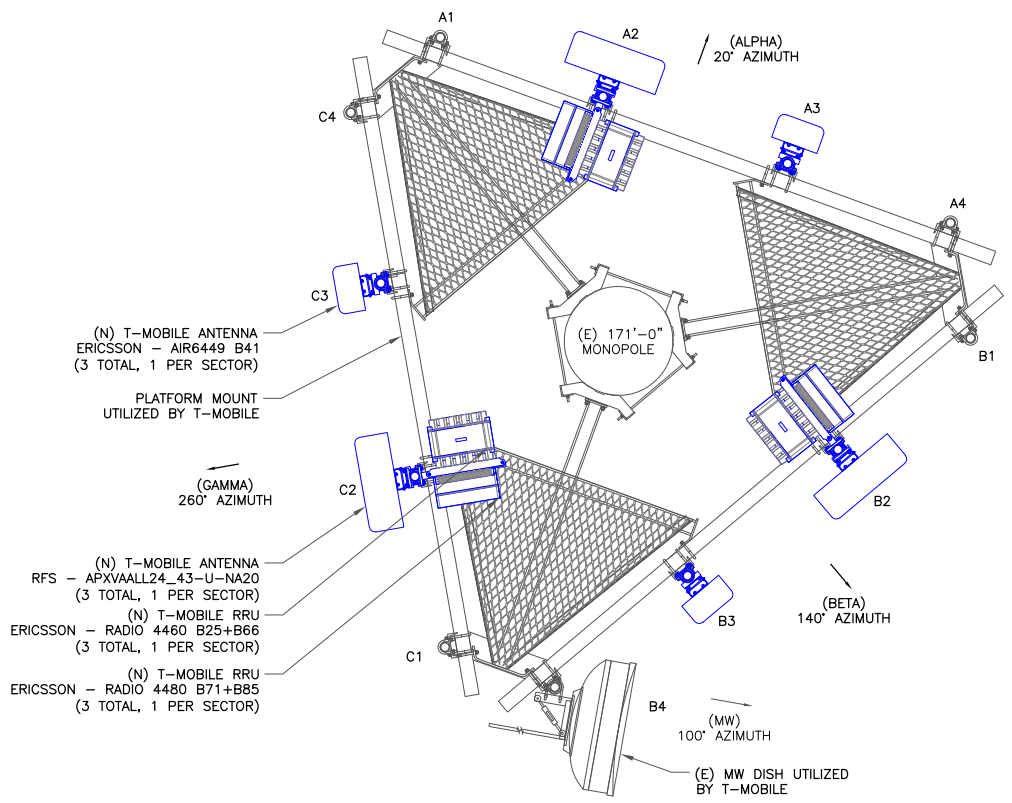 A1
A2
(ALPHA)
20° AZIMUTH
A3
C4
A4
C3
(E) 171'-0"
MONOPOLE
B1
(N) T-MOBILE ANTENNA
ERICSSON - AIR6449 B41
(3 TOTAL, 1 PER SECTOR)
PLATFORM MOUNT
UTILIZED BY T-MOBILE
(GAMMA)
260° AZIMUTH
C2
B2
(N) T-MOBILE ANTENNA
RFS - APXVAALL24_43-U-NA20
(3 TOTAL, 1 PER SECTOR)
(N) T-MOBILE RRU
ERICSSON - RADIO 4460 B25+B66
(3 TOTAL, 1 PER SECTOR)
(N) T-MOBILE RRU
ERICSSON - RADIO 4480 B71+B85
(3 TOTAL, 1 PER SECTOR)
B3
(BETA)
140° AZIMUTH
C1
B4
(MW)
100° AZIMUTH
(E) MW DISH UTILIZED
BY T-MOBILE